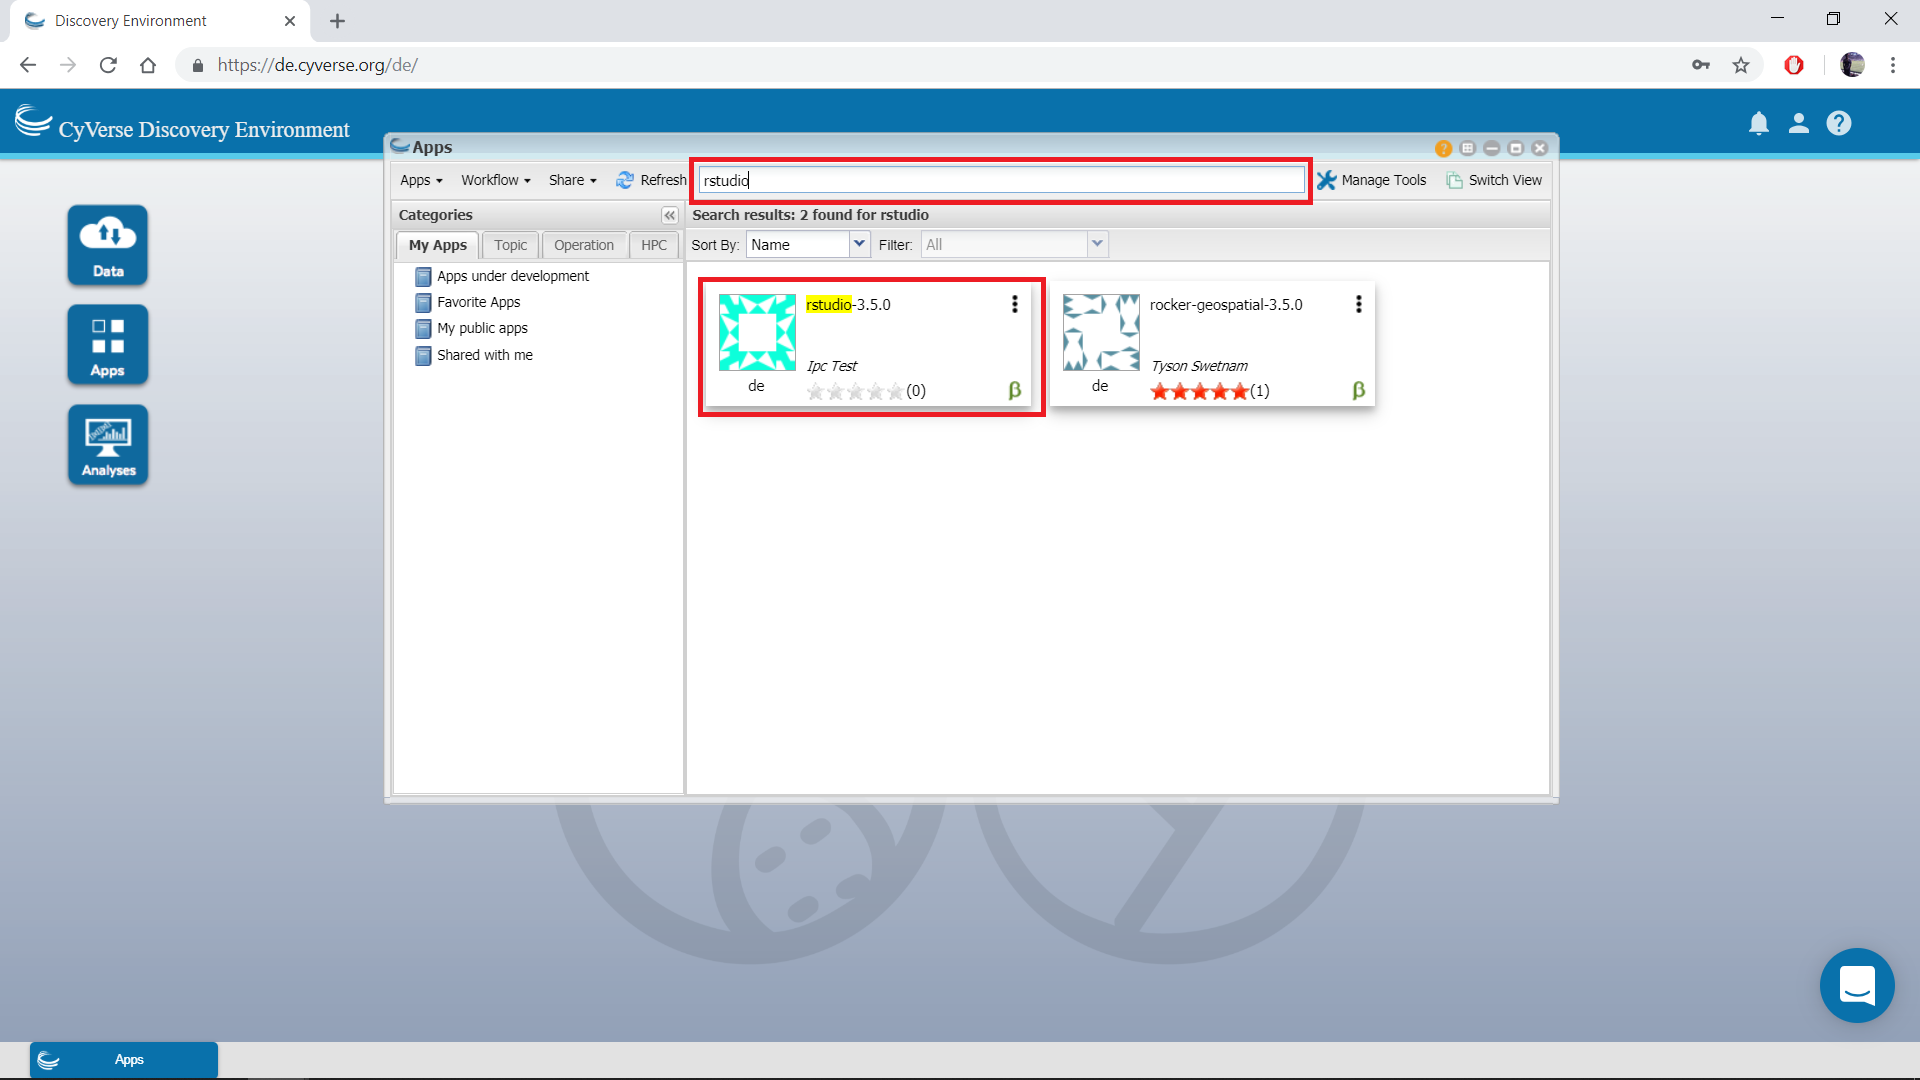 Discovery Environment
https://de.cyverse.org/de/
CyVerse Discovery Environment
Apps
Apps Workflow Share Refresh rstudio Manage Tools Switch View
Categories
Search results: 2 found for rstudio
My Apps Topic Operation HPC
Sort By: Name Filter: All
Apps under development
Favorite Apps
My public apps
Shared with me
rstudio-3.5.0
Ipc Test
de
(0)
β
rocker-geospatial-3.5.0
Tyson Swetnam
de
(1)
β
Data
Apps
Analyses
Apps